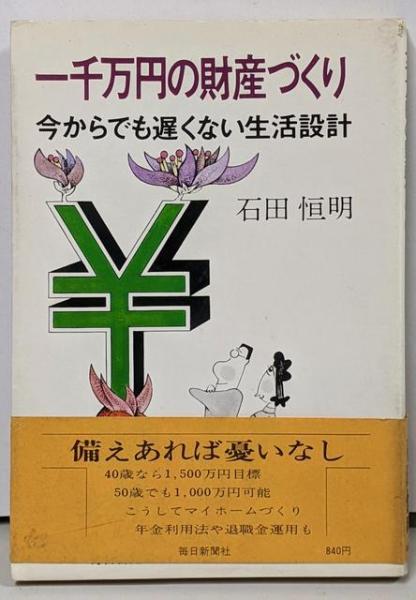 一千万円の財産づくり
今からでも遅くない生活設計
石田 恒明
備えあれば憂いなし
40歳なら1,500万円目標
50歳でも1,000万円可能
こうしてマイホームづくり
年金利用法や退職金運用も
毎日新聞社 840円